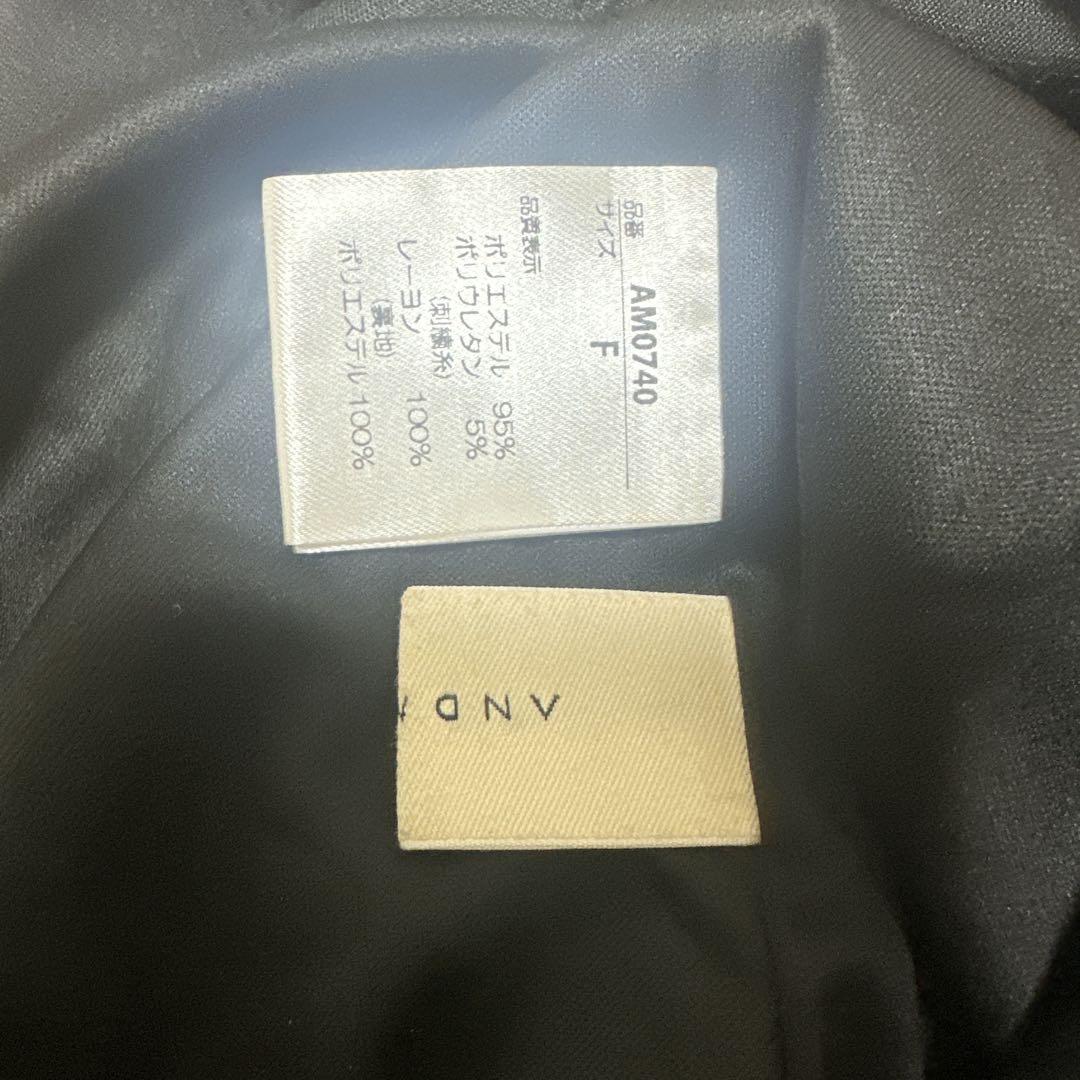 品番 AM0740
サイズ F
品質表示
ポリエステル 95%
ポリウレタン 5%
(刺繍糸)
レーヨン 100%
(裏地)
ポリエステル 100%
AND